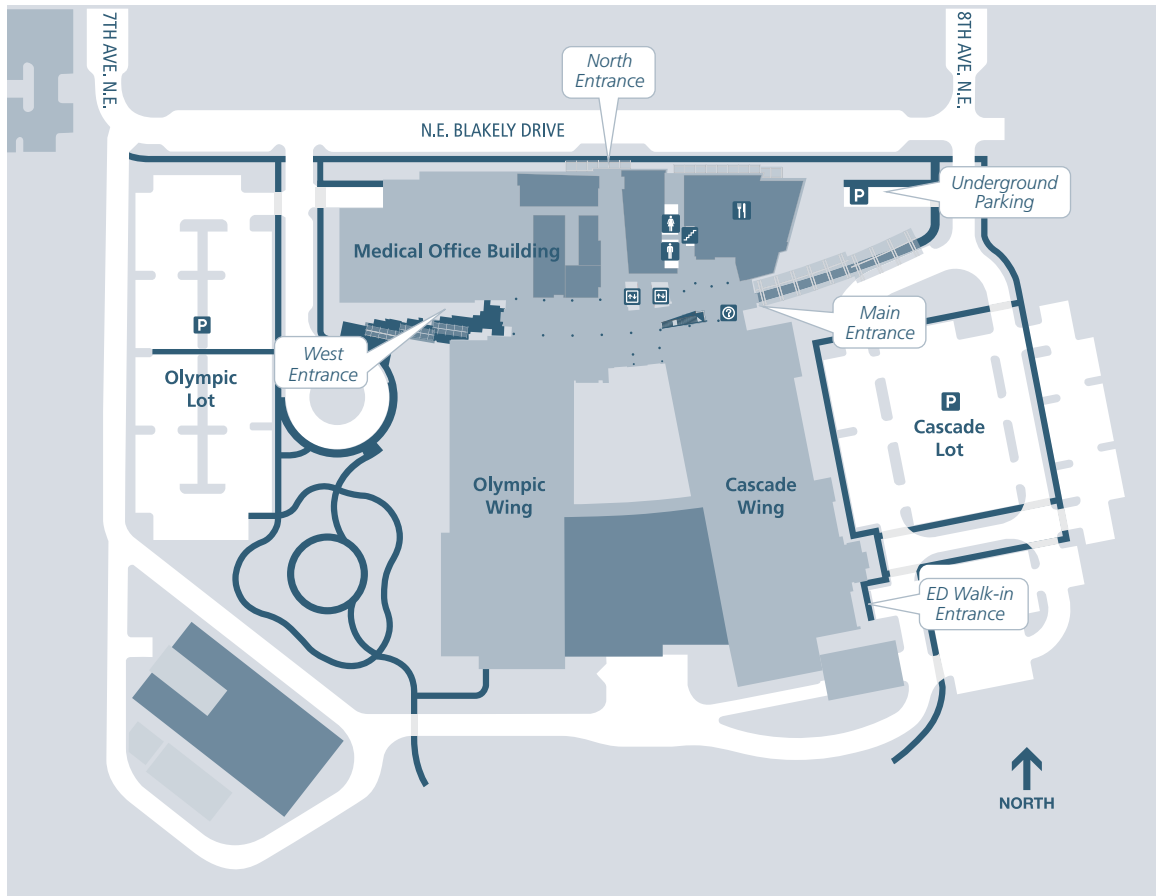 7TH AVE. N.E.
8TH AVE. N.E.
North
Entrance
N.E. BLAKELY DRIVE
Underground
Parking
P
Medical Office Building
Main
Entrance
P
West
Entrance
Olympic
Lot
P
Cascade
Lot
Olympic
Wing
Cascade
Wing
ED Walk-in
Entrance
NORTH